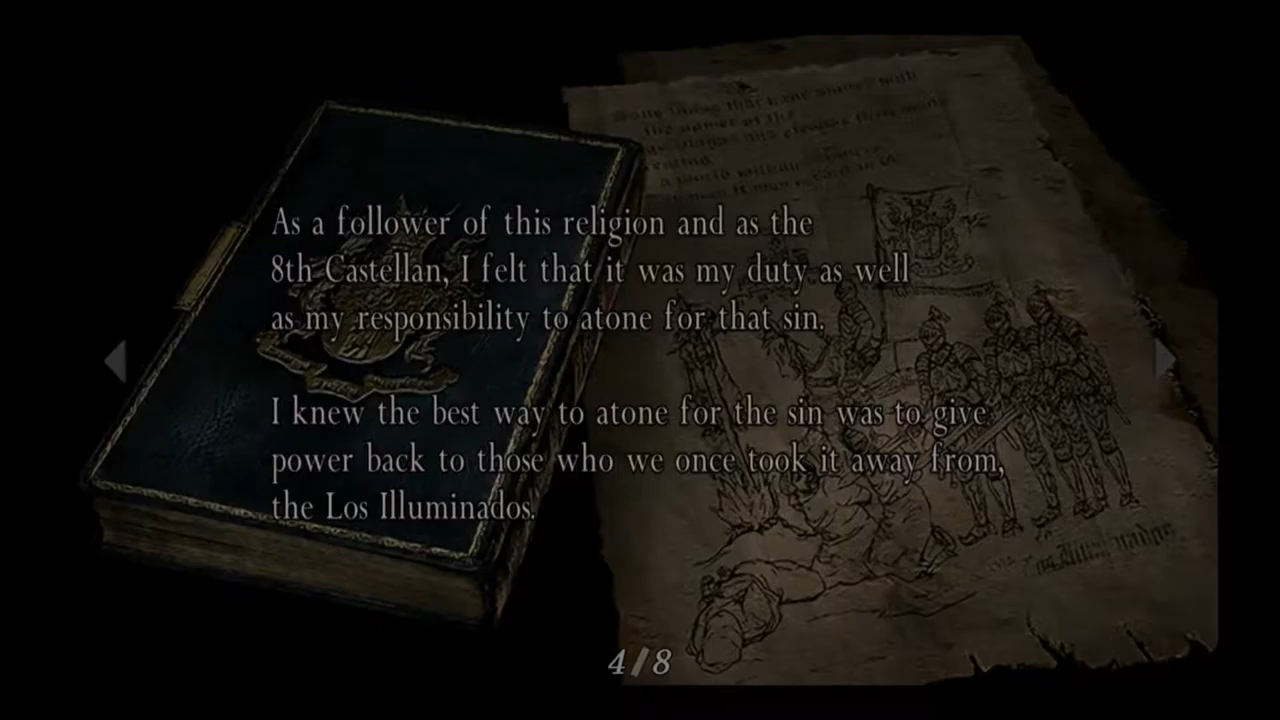 As a follower of this religion and as the
8th Castellan, I felt that it was my duty as well
as my responsibility to atone for that sin.
I knew the best way to atone for the sin was to give
power back to those who we once took it away from,
the Los Illuminados.
4/8